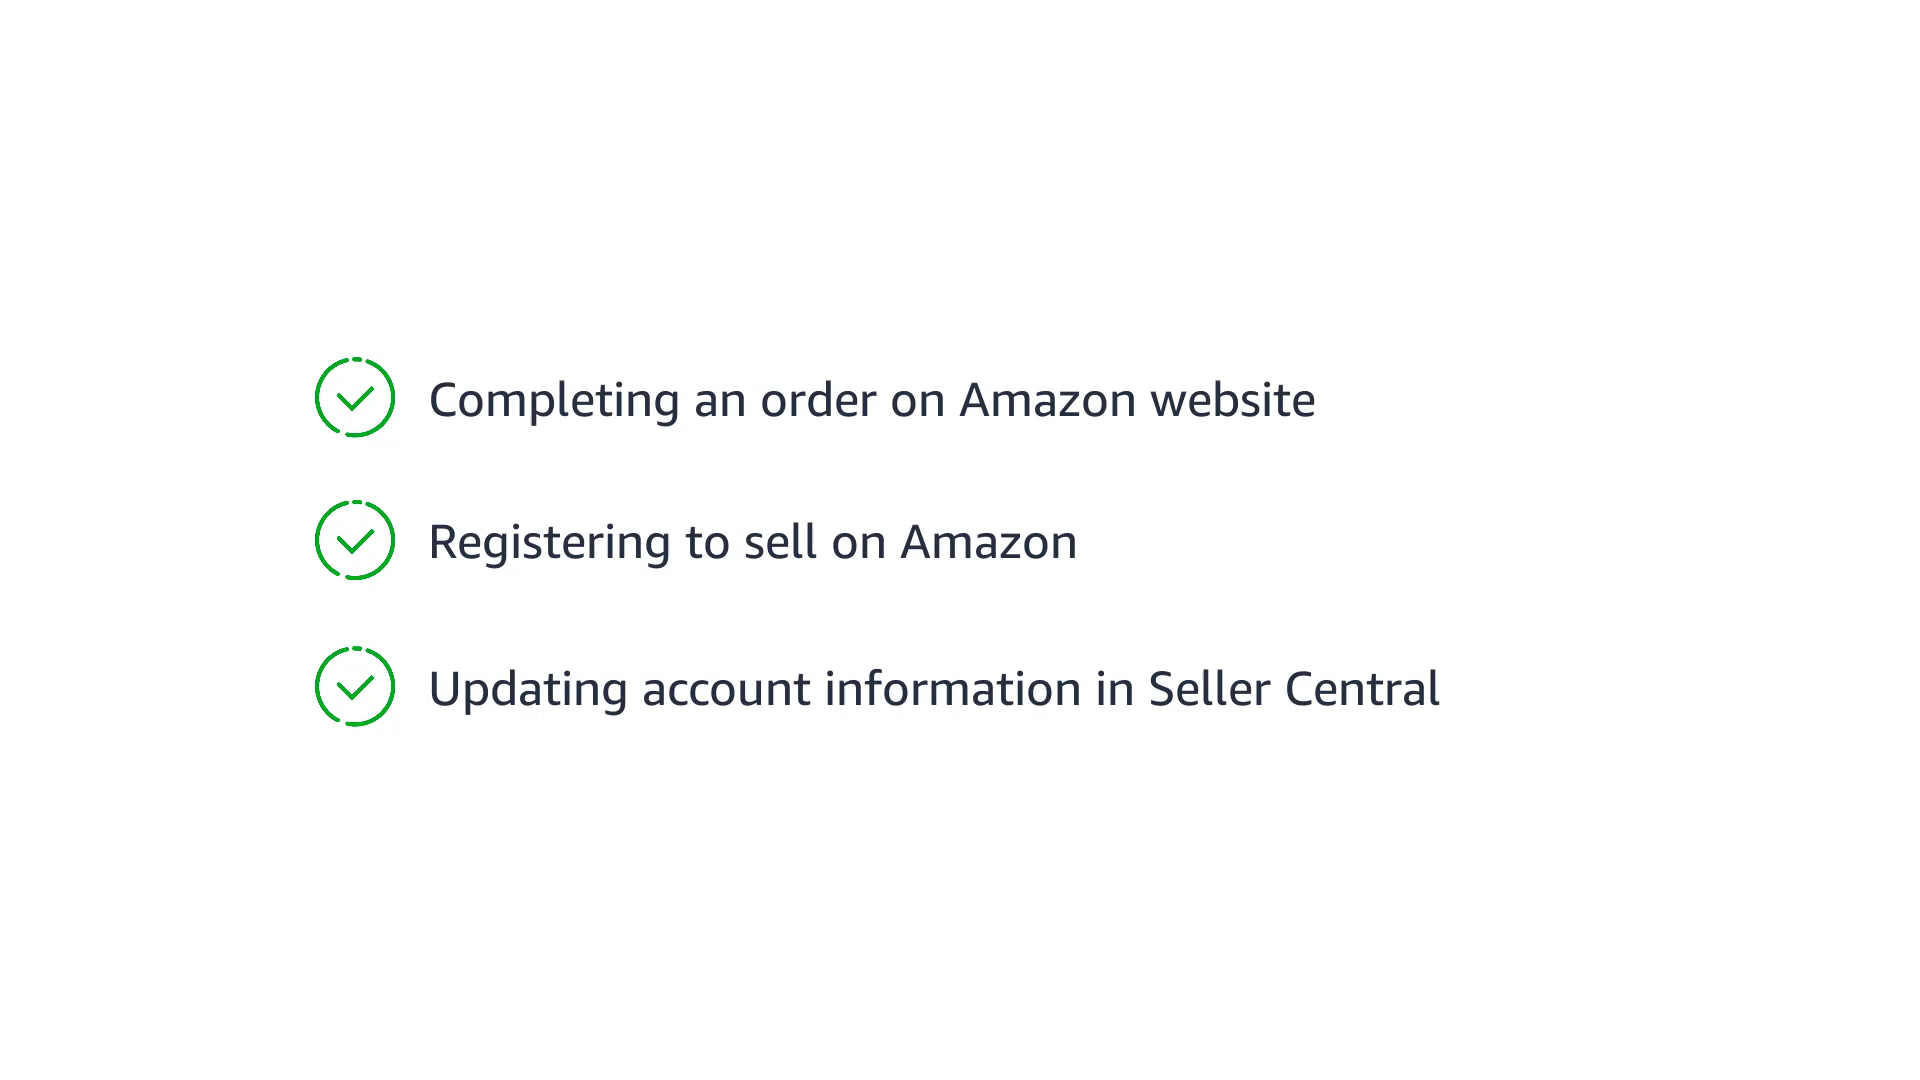 Completing an order on Amazon website
Registering to sell on Amazon
Updating account information in Seller Central